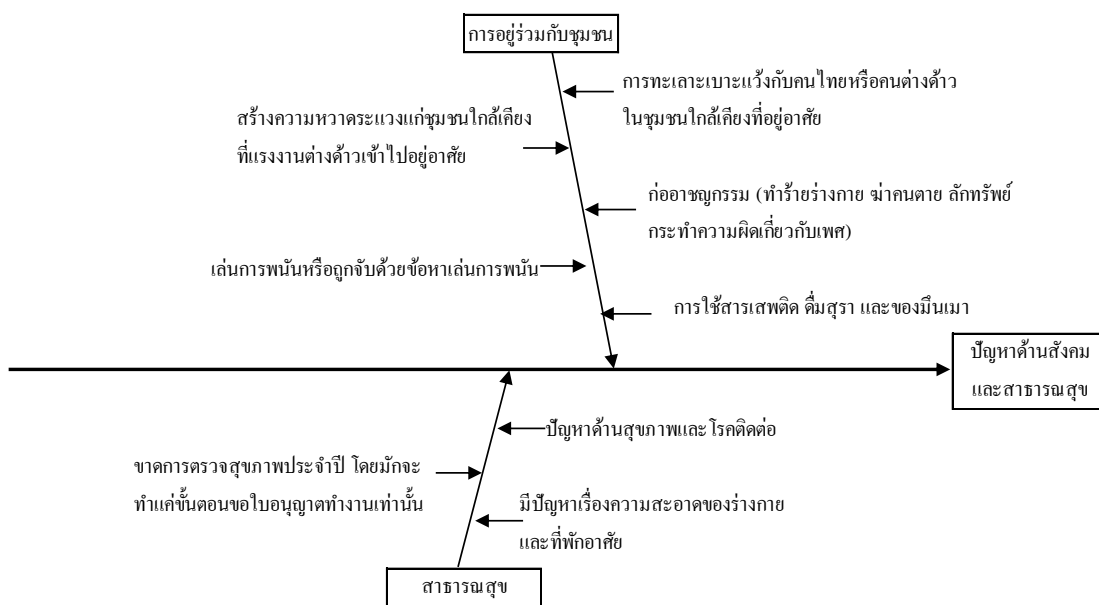 การอยู่ร่วมกับชุมชน
การทะเลาะเบาะแว้งกับคนไทยหรือคนต่างด้าว
ในชุมชนใกล้เคียงที่อยู่อาศัย
สร้างความหวาดระแวงแก่ชุมชนใกล้เคียง
ที่แรงงานต่างด้าวเข้าไปอยู่อาศัย
ก่ออาชญกรรม (ทำร้ายร่างกาย ฆ่าคนตาย ลักทรัพย์
กระทำความผิดเกี่ยวกับเพศ)
เล่นการพนันหรือถูกจับด้วยข้อหาเล่นการพนัน
การใช้สารเสพติด ดื่มสุรา และของมึนเมา
ปัญหาด้านสังคม
และสาธารณสุข
ปัญหาด้านสุขภาพและโรคติดต่อ
ขาดการตรวจสุขภาพประจำปี โดยมักจะ
ทำแค่ขั้นตอนขอใบอนุญาตทำงานเท่านั้น
มีปัญหาเรื่องความสะอาดของร่างกาย
และที่พักอาศัย
สาธารณสุข